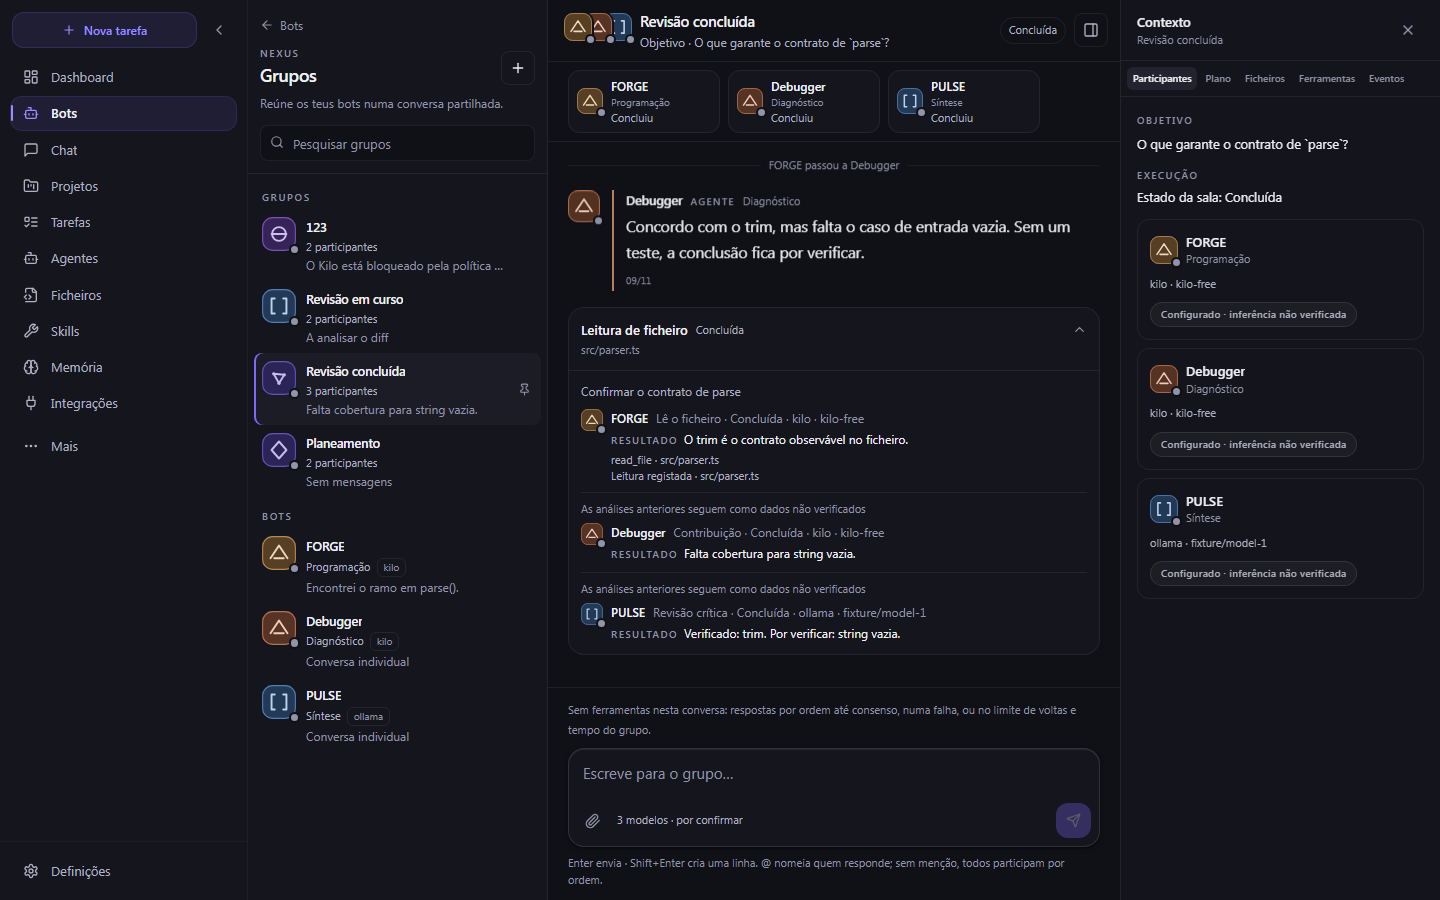 Nova tarefa
Dashboard
Bots
Chat
Projetos
Tarefas
Agentes
Ficheiros
Skills
Memória
Integrações
Mais
Definições
Bots
NEXUS
Grupos
Reúne os teus bots numa conversa partilhada.
Pesquisar grupos
GRUPOS
123
2 participantes
O Kilo está bloqueado pela política ...
Revisão em curso
2 participantes
A analisar o diff
Revisão concluída
3 participantes
Falta cobertura para string vazia.
Planeamento
2 participantes
Sem mensagens
BOTS
FORGE
Programação kilo
Encontrei o ramo em parse().
Debugger
Diagnóstico kilo
Conversa individual
PULSE
Síntese ollama
Conversa individual
Revisão concluída
Objetivo · O que garante o contrato de `parse`?
Concluída
FORGE
Programação
Concluiu
Debugger
Diagnóstico
Concluiu
PULSE
Síntese
Concluiu
FORGE passou a Debugger
Debugger AGENTE Diagnóstico
Concordo com o trim, mas falta o caso de entrada vazia. Sem um
teste, a conclusão fica por verificar.
09/11
Leitura de ficheiro Concluída
src/parser.ts
Confirmar o contrato de parse
FORGE Lê o ficheiro · Concluída · kilo · kilo-free
RESULTADO O trim é o contrato observável no ficheiro.
read_file · src/parser.ts
Leitura registada · src/parser.ts
As análises anteriores seguem como dados não verificados
Debugger Contribuição · Concluída · kilo · kilo-free
RESULTADO Falta cobertura para string vazia.
As análises anteriores seguem como dados não verificados
PULSE Revisão crítica · Concluída · ollama · fixture/model-1
RESULTADO Verificado: trim. Por verificar: string vazia.
Sem ferramentas nesta conversa: respostas por ordem até consenso, numa falha, ou no limite de voltas e
tempo do grupo.
Escreve para o grupo...
3 modelos · por confirmar
Enter envia · Shift+Enter cria uma linha. @ nomeia quem responde; sem menção, todos participam por
ordem.
Contexto
Revisão concluída
Participantes Plano Ficheiros Ferramentas Eventos
OBJETIVO
O que garante o contrato de `parse`?
EXECUÇÃO
Estado da sala: Concluída
FORGE
Programação
kilo · kilo-free
Configurado · inferência não verificada
Debugger
Diagnóstico
kilo · kilo-free
Configurado · inferência não verificada
PULSE
Síntese
ollama · fixture/model-1
Configurado · inferência não verificada